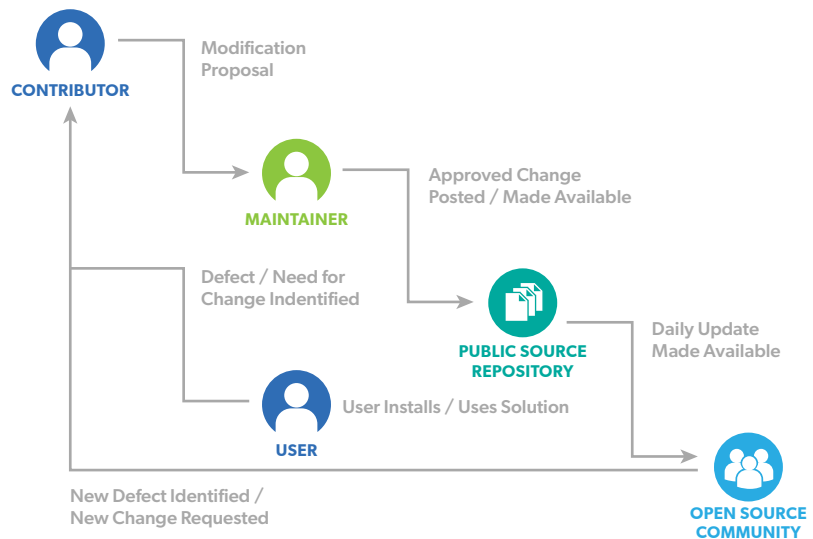 Modification
Proposal
CONTRIBUTOR
Approved Change
Posted / Made Available
MAINTAINER
Defect / Need for
Change Indentified
Daily Update
Made Available
PUBLIC SOURCE
REPOSITORY
User Installs / Uses Solution
USER
New Defect Identified /
New Change Requested
OPEN SOURCE
COMMUNITY